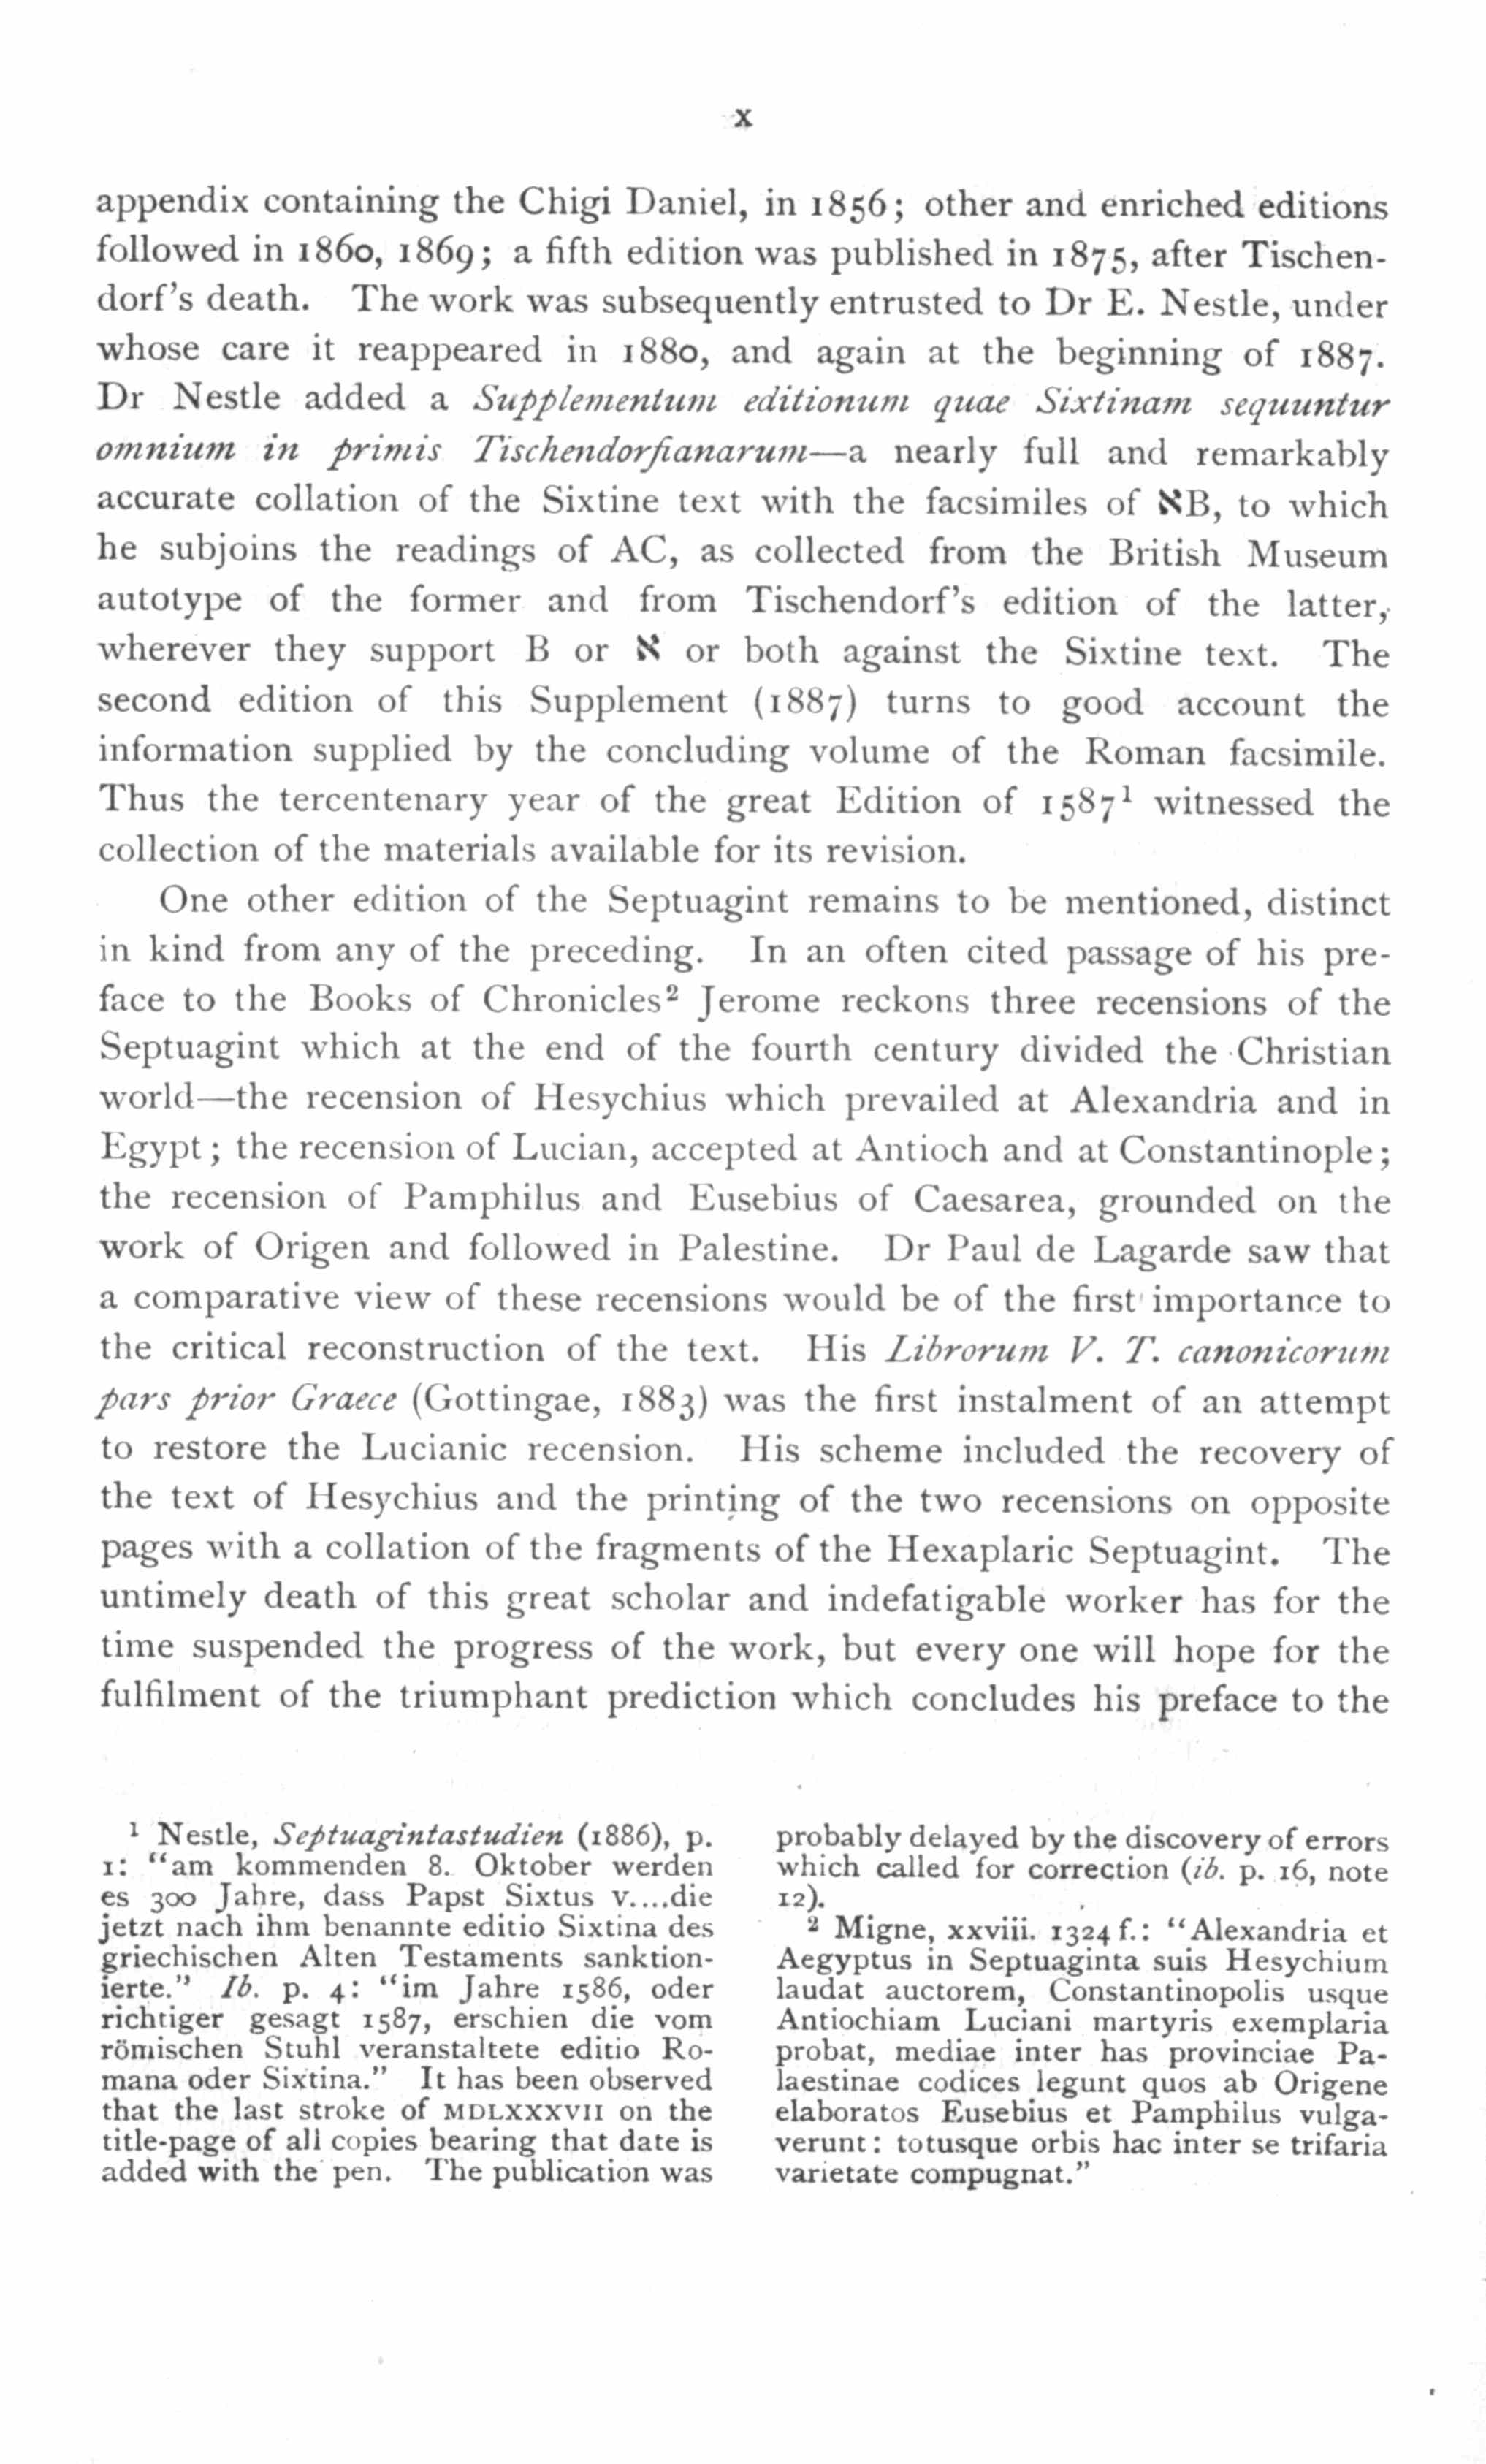 x
appendix containing the Chigi Daniel, in 1856; other and enriched editions
followed in 1860, 1869; a fifth edition was published in 1875, after Tischen-
dorf's death. The work was subsequently entrusted to Dr E. Nestle, under
whose care it reappeared in 1880, and again at the beginning of 1887.
Dr Nestle added a Supplementum editionum quae Sixtinam sequuntur
omnium in primis Tischendorfianarum—a nearly full and remarkably
accurate collation of the Sixtine text with the facsimiles of אB, to which
he subjoins the readings of AC, as collected from the British Museum
autotype of the former and from Tischendorf's edition of the latter,
wherever they support B or א or both against the Sixtine text. The
second edition of this Supplement (1887) turns to good account the
information supplied by the concluding volume of the Roman facsimile.
Thus the tercentenary year of the great Edition of 1587¹ witnessed the
collection of the materials available for its revision.
One other edition of the Septuagint remains to be mentioned, distinct
in kind from any of the preceding. In an often cited passage of his pre-
face to the Books of Chronicles² Jerome reckons three recensions of the
Septuagint which at the end of the fourth century divided the Christian
world—the recension of Hesychius which prevailed at Alexandria and in
Egypt; the recension of Lucian, accepted at Antioch and at Constantinople;
the recension of Pamphilus and Eusebius of Caesarea, grounded on the
work of Origen and followed in Palestine. Dr Paul de Lagarde saw that
a comparative view of these recensions would be of the first importance to
the critical reconstruction of the text. His Librorum V. T. canonicorum
pars prior Graece (Gottingae, 1883) was the first instalment of an attempt
to restore the Lucianic recension. His scheme included the recovery of
the text of Hesychius and the printing of the two recensions on opposite
pages with a collation of the fragments of the Hexaplaric Septuagint. The
untimely death of this great scholar and indefatigable worker has for the
time suspended the progress of the work, but every one will hope for the
fulfilment of the triumphant prediction which concludes his preface to the
¹ Nestle, Septuagintastudien (1886), p.
1: "am kommenden 8. Oktober werden
es 300 Jahre, dass Papst Sixtus V....die
jetzt nach ihm benannte editio Sixtina des
griechischen Alten Testaments sanktion-
ierte." Ib. p. 4: "im Jahre 1586, oder
richtiger gesagt 1587, erschien die vom
römischen Stuhl veranstaltete editio Ro-
mana oder Sixtina." It has been observed
that the last stroke of MDLXXXVII on the
title-page of all copies bearing that date is
added with the pen. The publication was
probably delayed by the discovery of errors
which called for correction (ib. p. 16, note
12).
² Migne, xxviii. 1324 f.: "Alexandria et
Aegyptus in Septuaginta suis Hesychium
laudat auctorem, Constantinopolis usque
Antiochiam Luciani martyris exemplaria
probat, mediae inter has provinciae Pa-
laestinae codices legunt quos ab Origene
elaboratos Eusebius et Pamphilus vulga-
verunt: totusque orbis hac inter se trifaria
varietate compugnat."